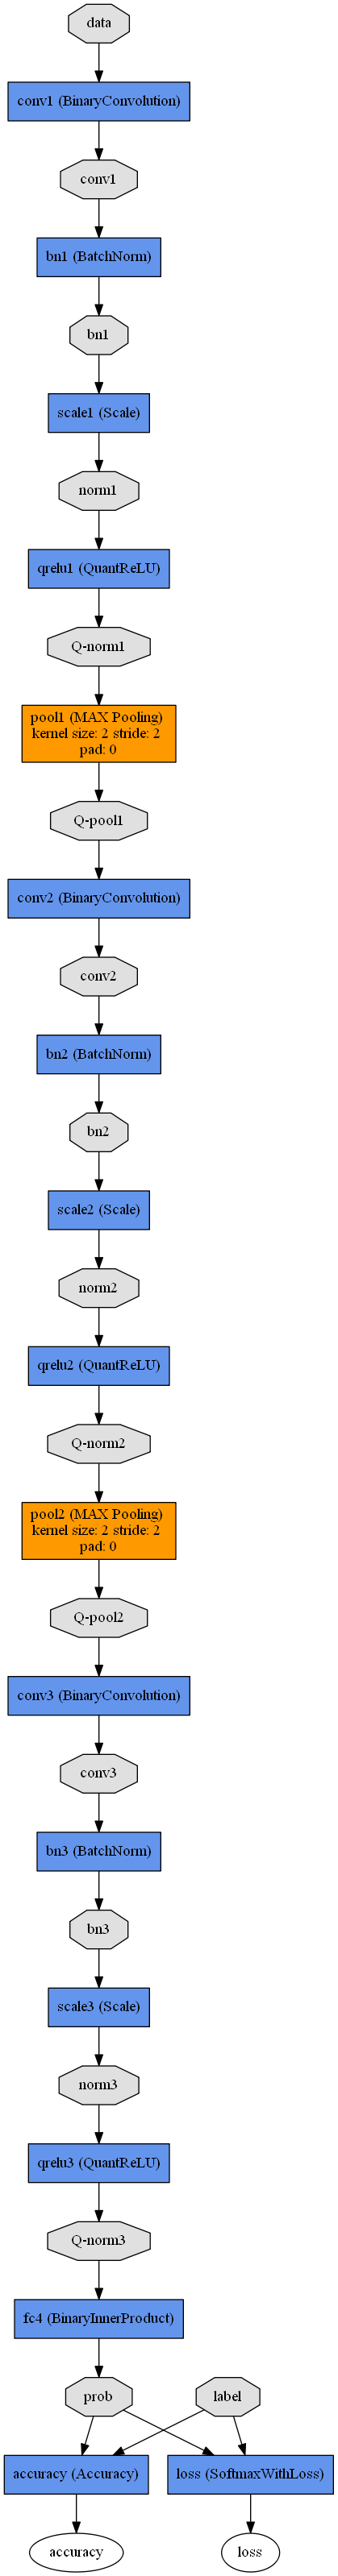 data
conv1 (BinaryConvolution)
conv1
bn1 (BatchNorm)
bn1
scale1 (Scale)
norm1
qrelu1 (QuantReLU)
Q-norm1
pool1 (MAX Pooling)
kernel size: 2 stride: 2
pad: 0
Q-pool1
conv2 (BinaryConvolution)
conv2
bn2 (BatchNorm)
bn2
scale2 (Scale)
norm2
qrelu2 (QuantReLU)
Q-norm2
pool2 (MAX Pooling)
kernel size: 2 stride: 2
pad: 0
Q-pool2
conv3 (BinaryConvolution)
conv3
bn3 (BatchNorm)
bn3
scale3 (Scale)
norm3
qrelu3 (QuantReLU)
Q-norm3
fc4 (BinaryInnerProduct)
prob
label
accuracy (Accuracy)
loss (SoftmaxWithLoss)
accuracy
loss